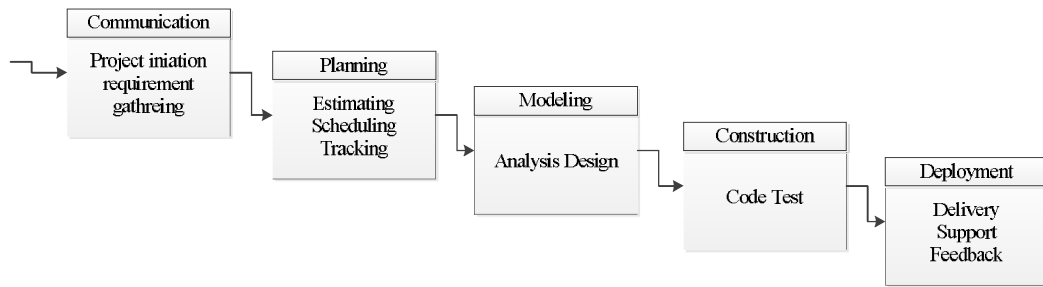 Communication
Project iniation
requirement
gathreing
Planning
Estimating
Scheduling
Tracking
Modeling
Analysis Design
Construction
Code Test
Deployment
Delivery
Support
Feedback